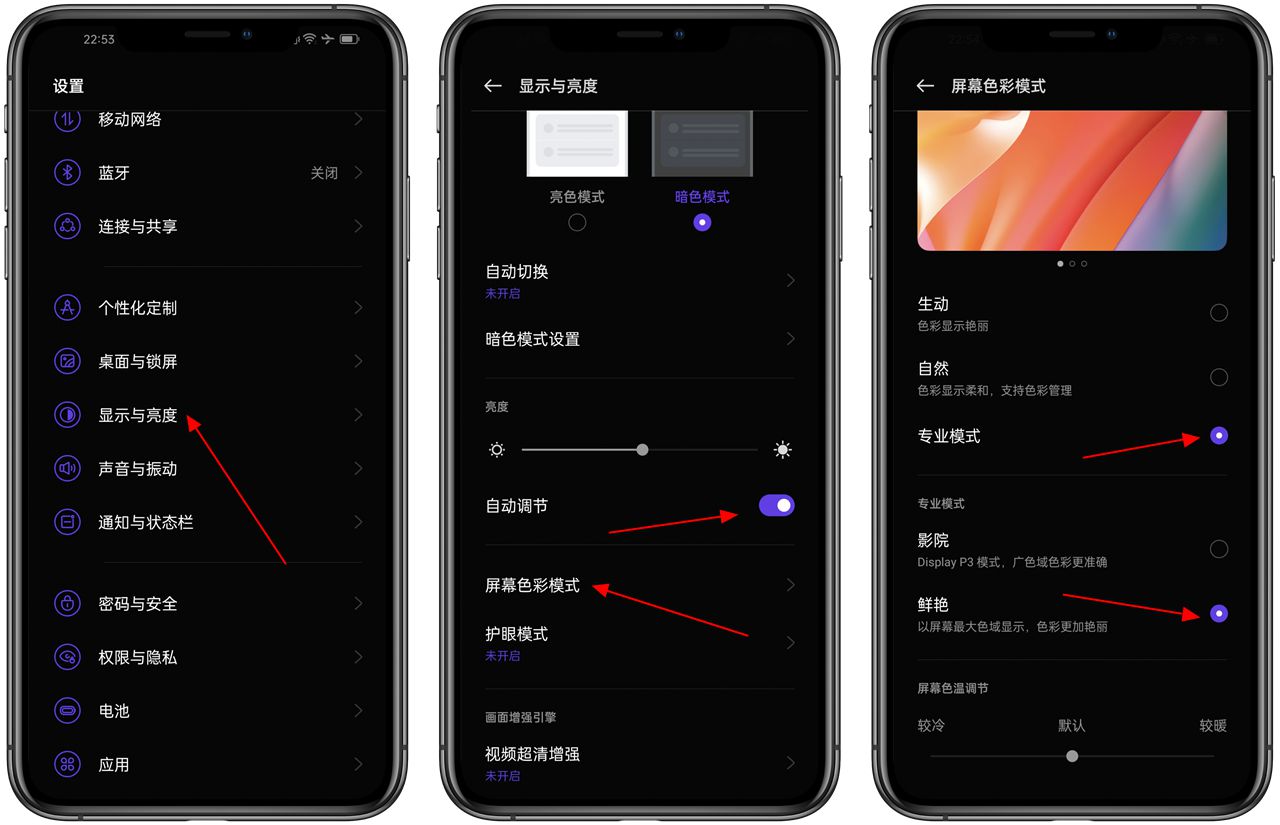 22:53
设置
移动网络
蓝牙
关闭
连接与共享
个性化定制
桌面与锁屏
显示与亮度
声音与振动
通知与状态栏
密码与安全
权限与隐私
电池
应用
显示与亮度
亮色模式
暗色模式
自动切换
未开启
暗色模式设置
亮度
自动调节
屏幕色彩模式
护眼模式
未开启
画面增强引擎
视频超清增强
未开启
22:54
屏幕色彩模式
生动
色彩显示艳丽
自然
色彩显示柔和，支持色彩管理
专业模式
专业模式
影院
Display P3 模式，广色域色彩更准确
鲜艳
以屏幕最大色域显示，色彩更加艳丽
屏幕色温调节
较冷
默认
较暖